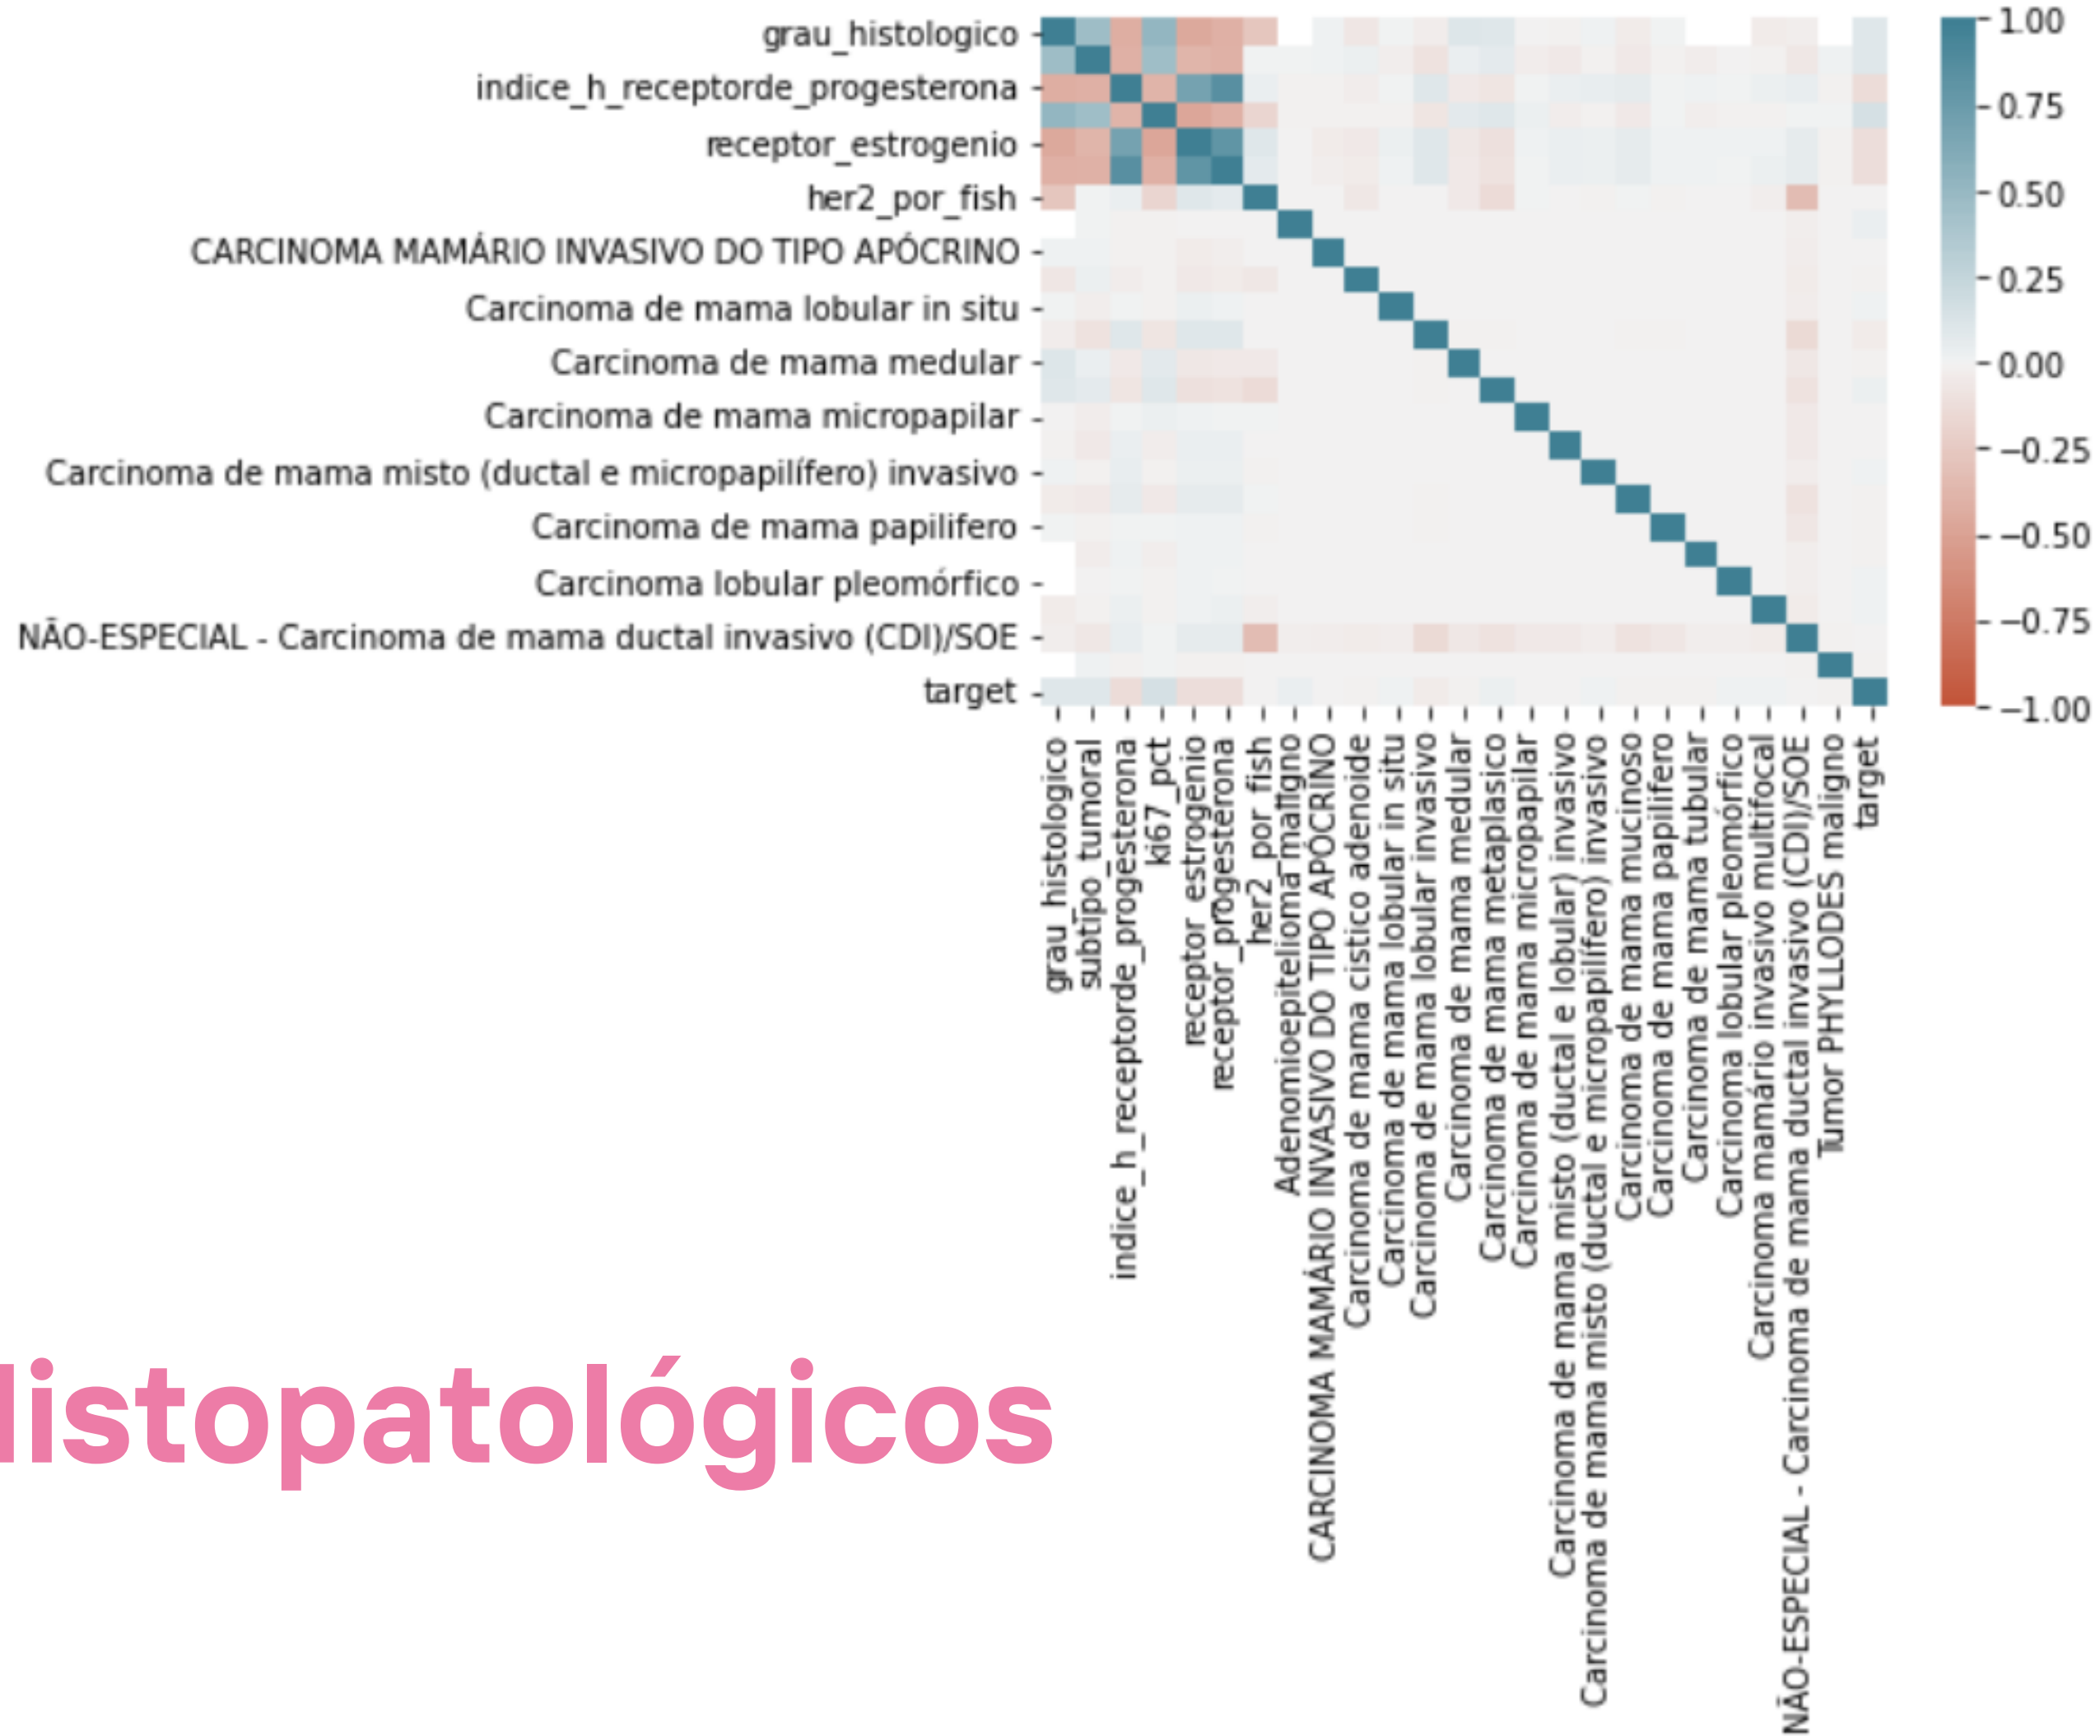 grau_histologico
indice_h_receptorde_progesterona
receptor_estrogenio
her2_por_fish
CARCINOMA MAMÁRIO INVASIVO DO TIPO APÓCRINO
Carcinoma de mama lobular in situ
Carcinoma de mama medular
Carcinoma de mama micropapilar
Carcinoma de mama misto (ductal e micropapilífero) invasivo
Carcinoma de mama papilifero
Carcinoma lobular pleomórfico
NÃO-ESPECIAL - Carcinoma de mama ductal invasivo (CDI)/SOE
target
1.00
0.75
0.50
0.25
0.00
−0.25
−0.50
−0.75
−1.00
grau_histologico
subtipo_tumoral
indice_h_receptorde_progesterona
ki67_pct
receptor_estrogenio
receptor_progesterona
her2_por_fish
Adenomioepitelioma maligno
CARCINOMA MAMÁRIO INVASIVO DO TIPO APÓCRINO
Carcinoma de mama cistico adenoide
Carcinoma de mama lobular in situ
Carcinoma de mama lobular invasivo
Carcinoma de mama medular
Carcinoma de mama metaplasico
Carcinoma de mama micropapilar
Carcinoma de mama misto (ductal e lobular) invasivo
Carcinoma de mama misto (ductal e micropapilífero) invasivo
Carcinoma de mama mucinoso
Carcinoma de mama papilifero
Carcinoma de mama tubular
Carcinoma lobular pleomórfico
Carcinoma mamário invasivo multifocal
NÃO-ESPECIAL - Carcinoma de mama ductal invasivo (CDI)/SOE
Tumor PHYLLODES maligno
target
listopatológicos